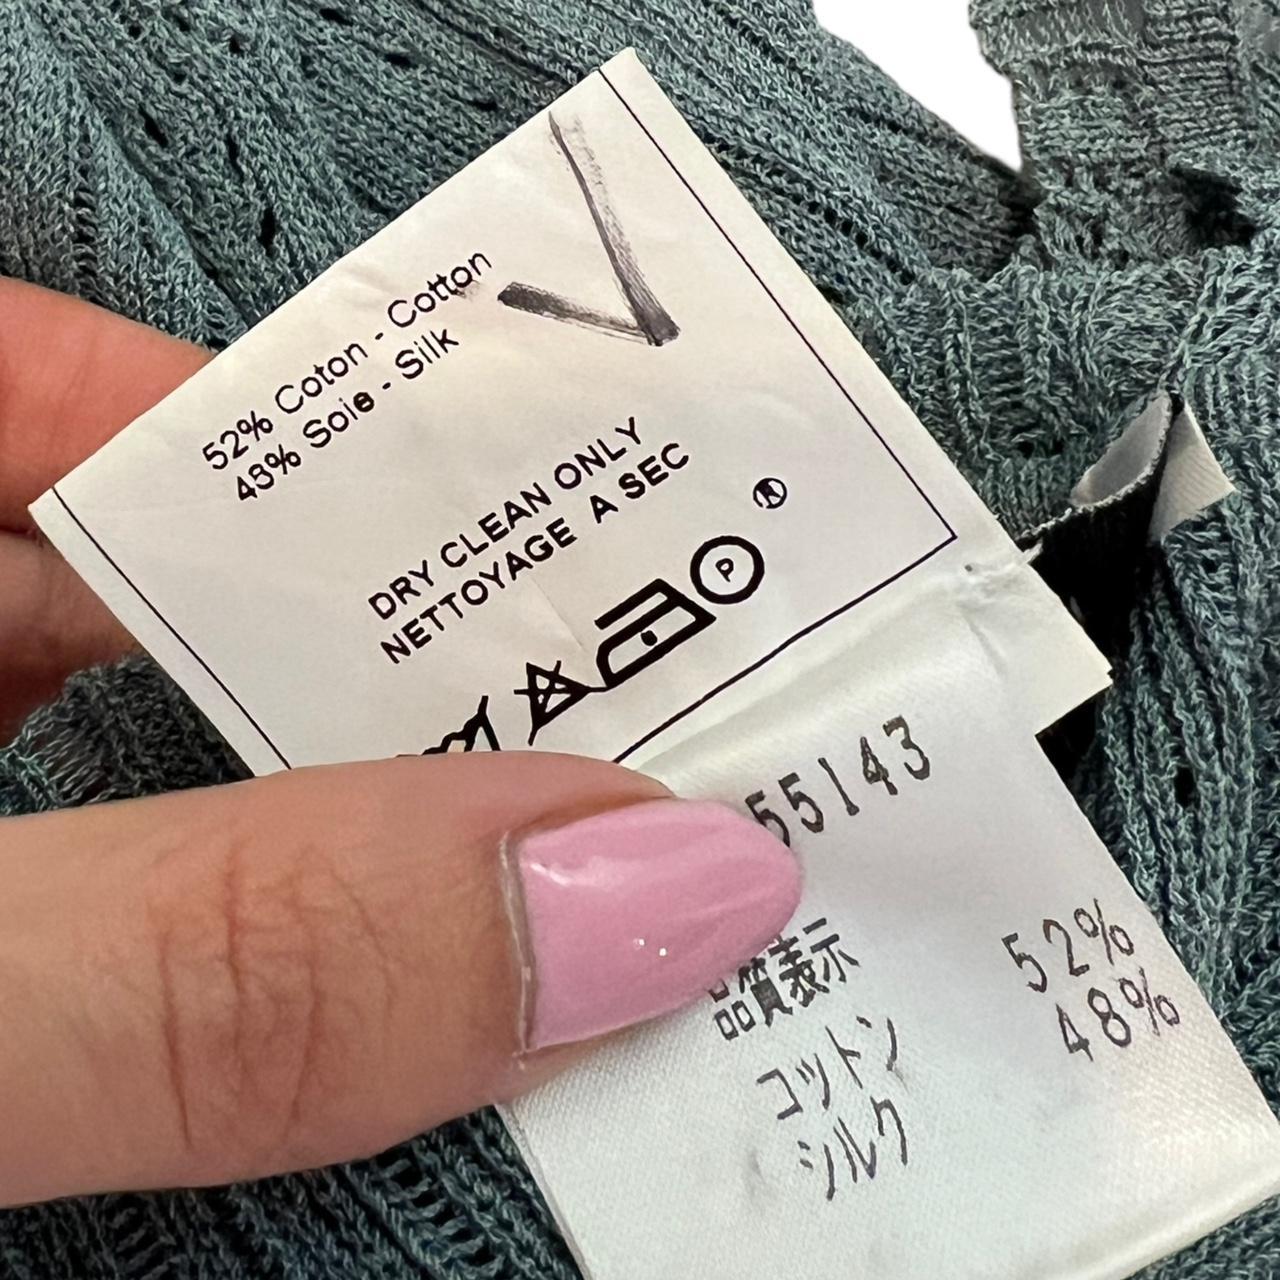 52% Coton - Cotton
48% Soie - Silk
DRY CLEAN ONLY
NETTOYAGE A SEC
P
55143
品質表示
コットン 52%
シルク 48%